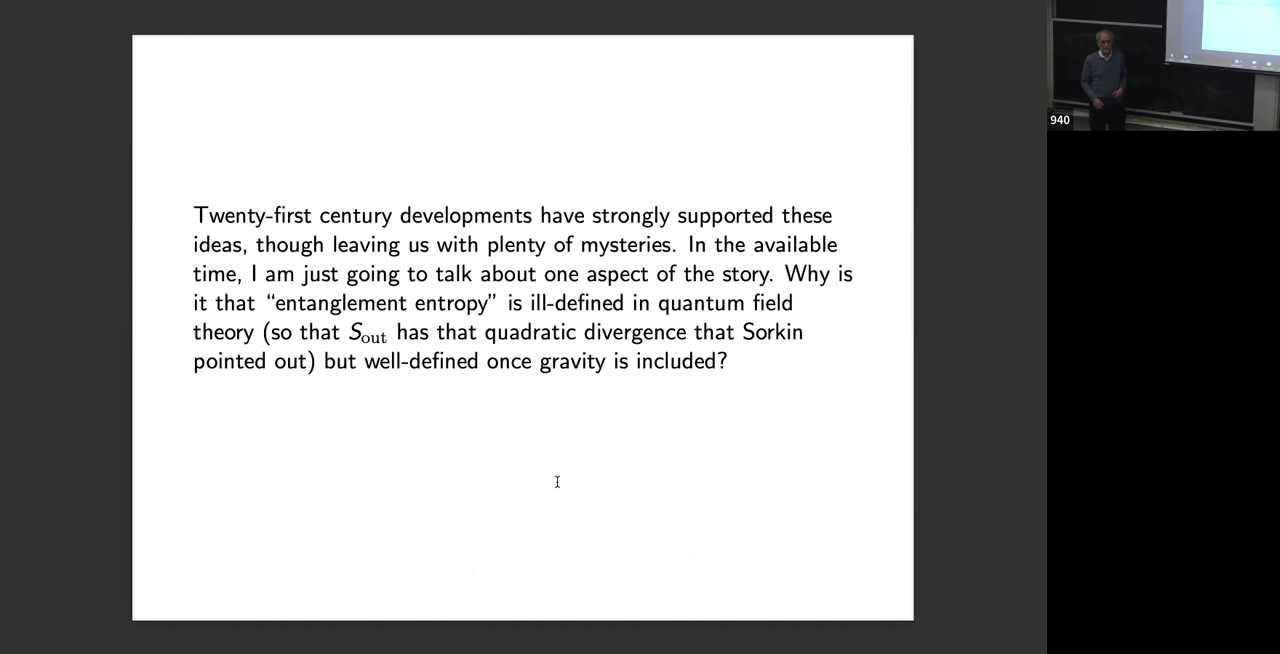 Twenty-first century developments have strongly supported these
ideas, though leaving us with plenty of mysteries. In the available
time, I am just going to talk about one aspect of the story. Why is
it that “entanglement entropy” is ill-defined in quantum field
theory (so that Sout has that quadratic divergence that Sorkin
pointed out) but well-defined once gravity is included?
940